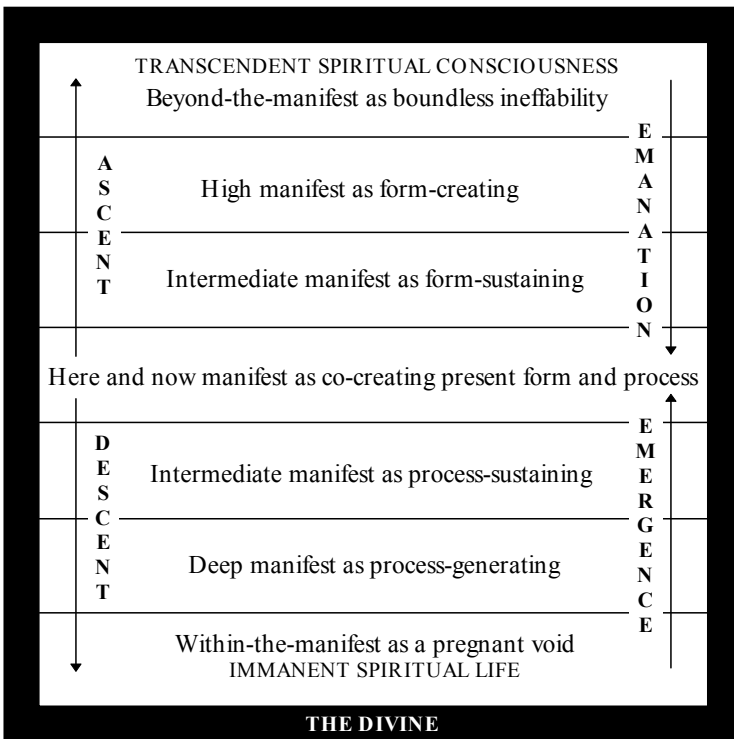 TRANSCENDENT SPIRITUAL CONSCIOUSNESS
Beyond-the-manifest as boundless ineffability
ASCENT
EMANATION
High manifest as form-creating
Intermediate manifest as form-sustaining
Here and now manifest as co-creating present form and process
DESCENT
EMERGENCE
Intermediate manifest as process-sustaining
Deep manifest as process-generating
Within-the-manifest as a pregnant void
IMMANENT SPIRITUAL LIFE
THE DIVINE